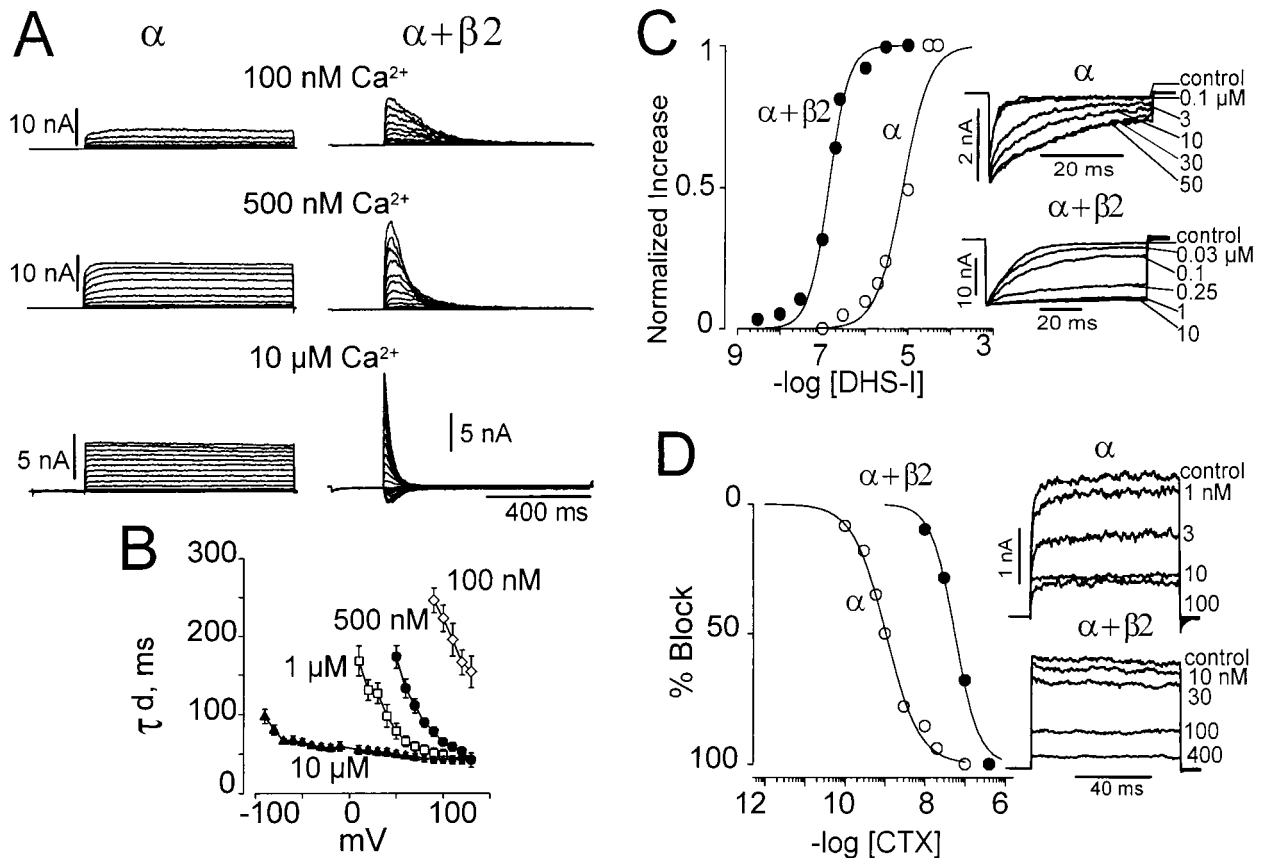 A
α
α+β2
100 nM Ca²⁺
10 nA
500 nM Ca²⁺
10 nA
10 µM Ca²⁺
5 nA
5 nA
400 ms
B
300
200
100
0
τd, ms
100 nM
500 nM
1 µM
10 µM
-100
0
100
mV
C
1
0.5
0
Normalized Increase
α+β2
α
9
7
5
3
-log [DHS-I]
α
control
0.1 µM
3
10
30
50
2 nA
20 ms
α+β2
control
0.03 µM
0.1
0.25
1
10
10 nA
20 ms
D
0
50
100
% Block
α+β2
α
12
10
8
6
-log [CTX]
α
control
1 nM
3
10
100
1 nA
α+β2
control
10 nM
30
100
400
40 ms